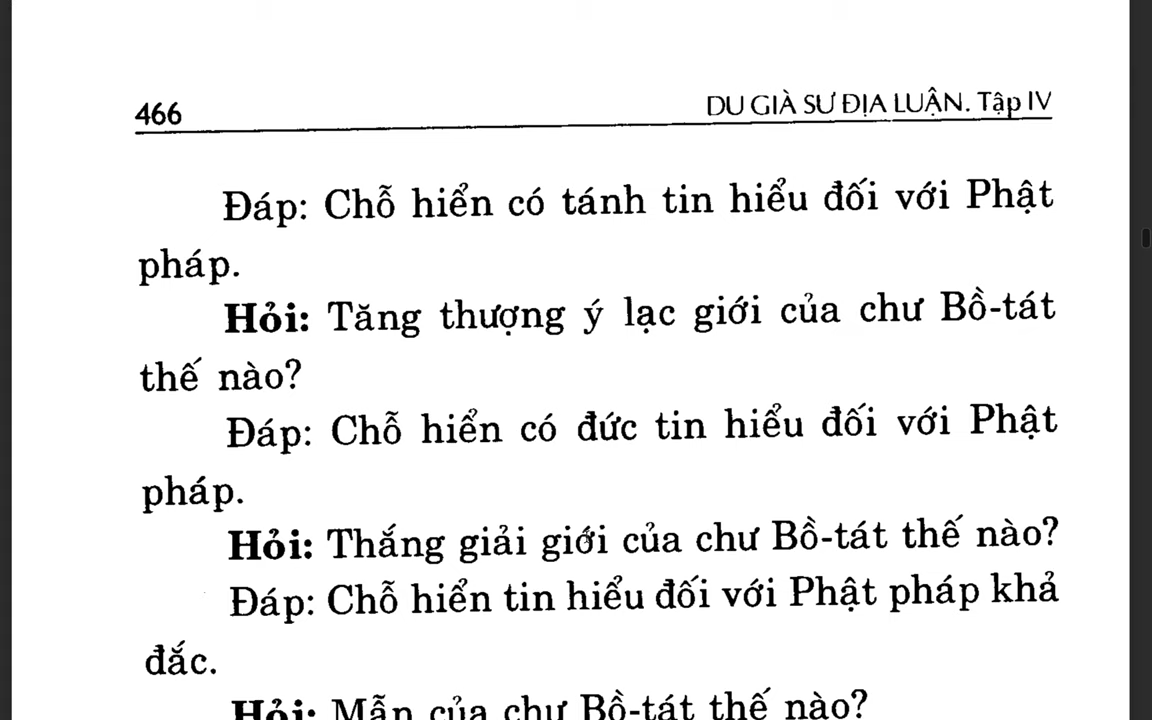 466
DU GIÀ SƯ ĐỊA LUẬN. Tập IV
Đáp: Chỗ hiển có tánh tin hiểu đối với Phật
pháp.
Hỏi: Tăng thượng ý lạc giới của chư Bồ-tát
thế nào?
Đáp: Chỗ hiển có đức tin hiểu đối với Phật
pháp.
Hỏi: Thắng giải giới của chư Bồ-tát thế nào?
Đáp: Chỗ hiển tin hiểu đối với Phật pháp khả
đắc.
Hỏi: Mẫn của chư Bồ-tát thế nào?